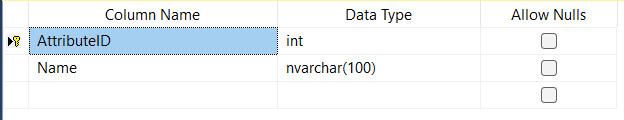 Column Name Data Type Allow Nulls
AttributeID int
Name nvarchar(100)